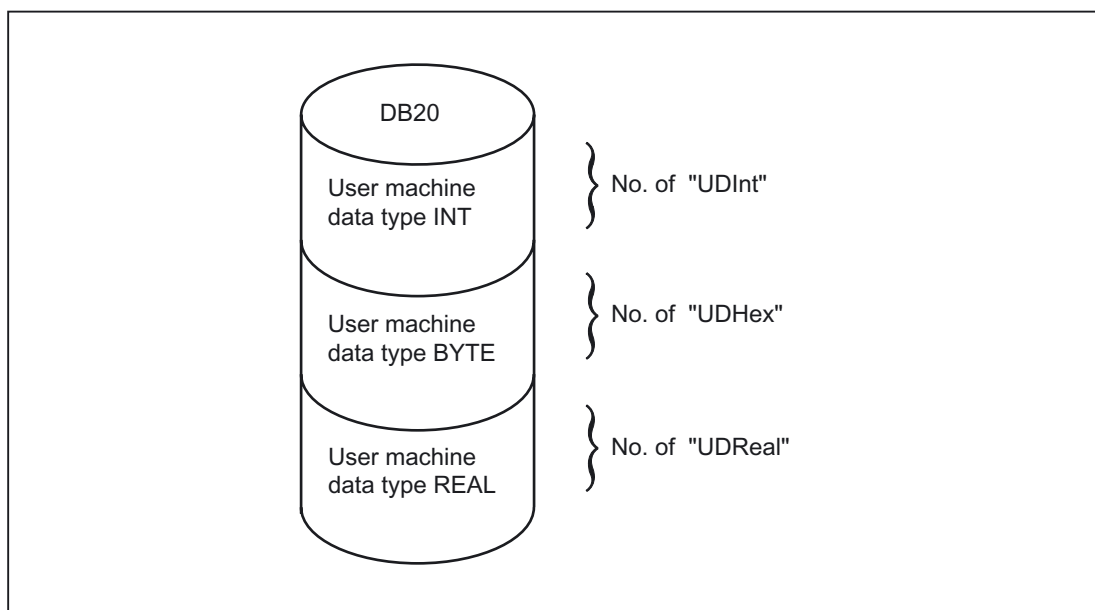 DB20
User machine
data type INT
No. of "UDInt"
User machine
data type BYTE
No. of "UDHex"
User machine
data type REAL
No. of "UDReal"